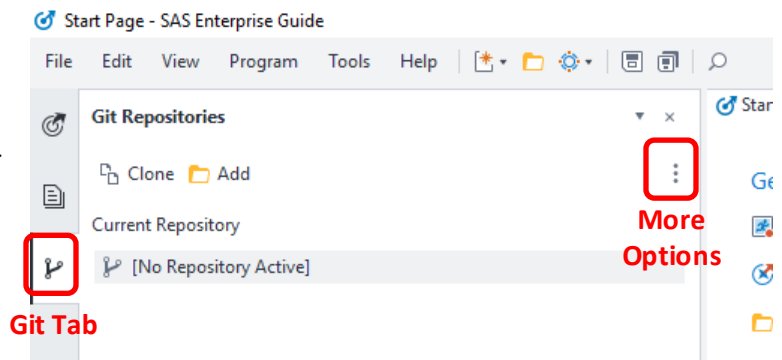 Start Page - SAS Enterprise Guide
File Edit View Program Tools Help
Git Repositories
Star
Clone Add
Ge
Current Repository
More
Options
[No Repository Active]
Git Tab